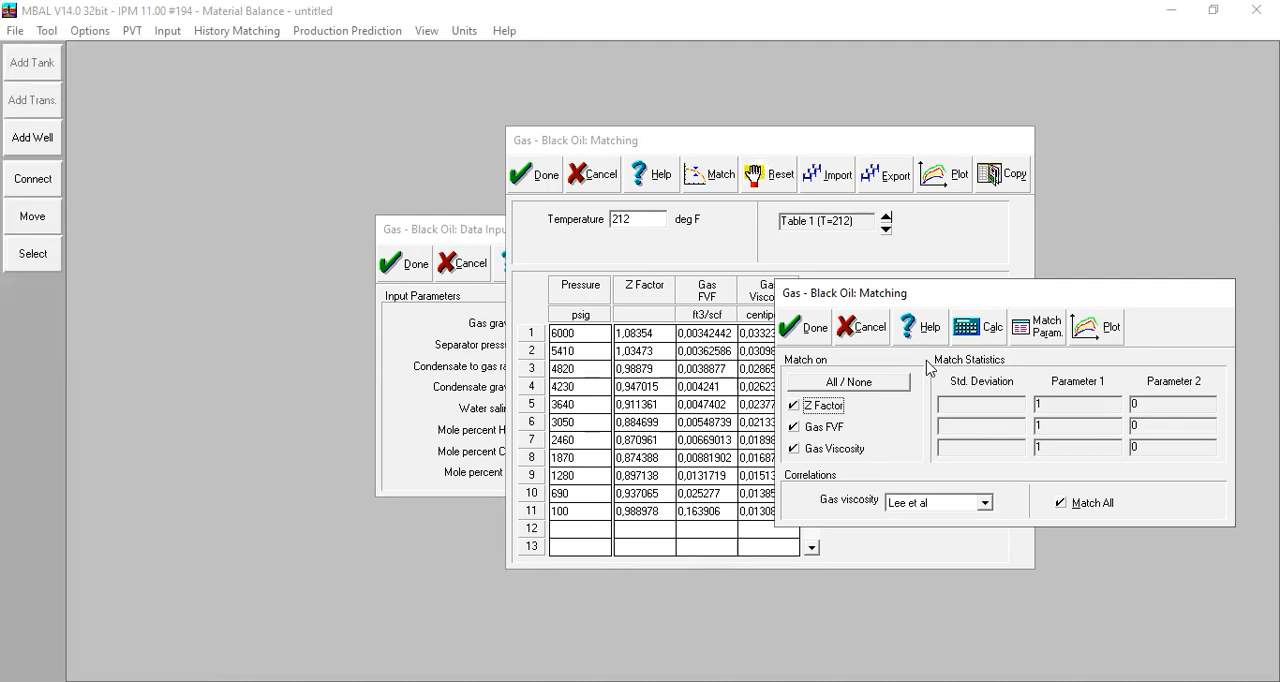 MBAL V14.0 32bit - IPM 11.00 #194 - Material Balance - untitled
File Tool Options PVT Input History Matching Production Prediction View Units Help
Add Tank
Add Trans.
Add Well
Connect
Move
Select
Gas - Black Oil: Data Inpu
Done Cancel
Input Parameters
Gas grav
Separator pressu
Condensate to gas ra
Condensate grav
Water salin
Mole percent H
Mole percent C
Mole percent
Gas - Black Oil: Matching
Done Cancel Help Match Reset Import Export Plot Copy
Temperature 212 deg F Table 1 (T=212)
Pressure Z Factor Gas FVF Ga Visco
psig ft3/scf centip
1 6000 1,08354 0,00342442 0,03323
2 5410 1,03473 0,00362586 0,03098
3 4820 0,98879 0,0038877 0,02865
4 4230 0,947015 0,004241 0,02623
5 3640 0,911361 0,0047402 0,02377
6 3050 0,884699 0,00548739 0,02133
7 2460 0,870961 0,00669013 0,01898
8 1870 0,874388 0,00881902 0,01687
9 1280 0,897138 0,0131719 0,01513
10 690 0,937065 0,025277 0,01385
11 100 0,988978 0,163906 0,01308
12
13
Gas - Black Oil: Matching
Done Cancel Help Calc Match Param. Plot
Match on
All / None
Z Factor
Gas FVF
Gas Viscosity
Match Statistics
Std. Deviation Parameter 1 Parameter 2
1 0
1 0
1 0
Correlations
Gas viscosity Lee et al Match All